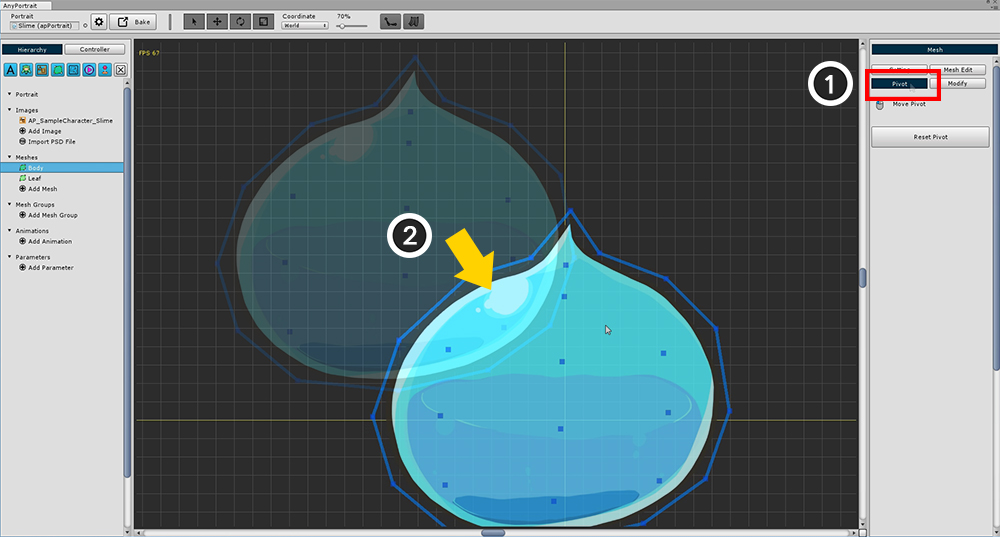 AnyPortrait
Portrait
Slime (apPortrait)
Bake
Coordinate
World
70%
Hierarchy
Controller
A
Portrait
Images
AP_SampleCharacter_Slime
Add Image
Import PSD File
Meshes
Body
Leaf
Add Mesh
Mesh Groups
Add Mesh Group
Animations
Add Animation
Parameters
Add Parameter
FPS 67
1
2
Mesh
Setting
Mesh Edit
Pivot
Modify
Move Pivot
Reset Pivot